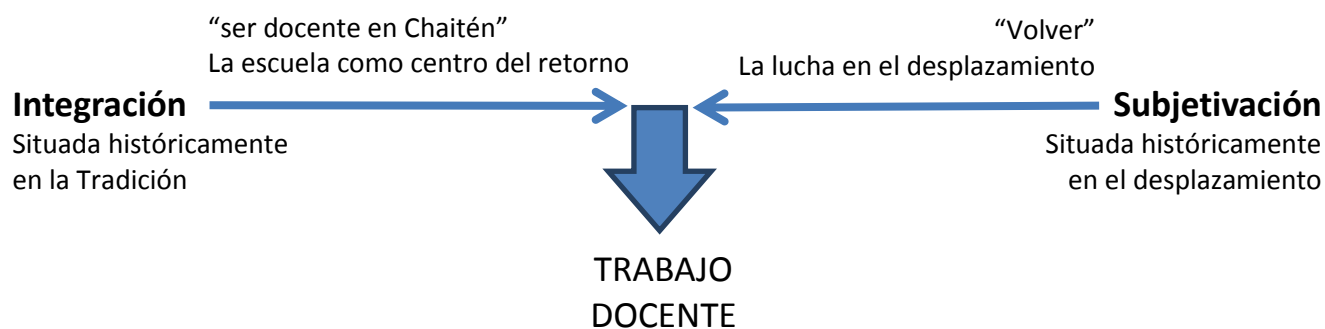 “ser docente en Chaitén”
La escuela como centro del retorno
“Volver”
La lucha en el desplazamiento
Integración
Situada históricamente
en la Tradición
Subjetivación
Situada históricamente
en el desplazamiento
TRABAJO
DOCENTE